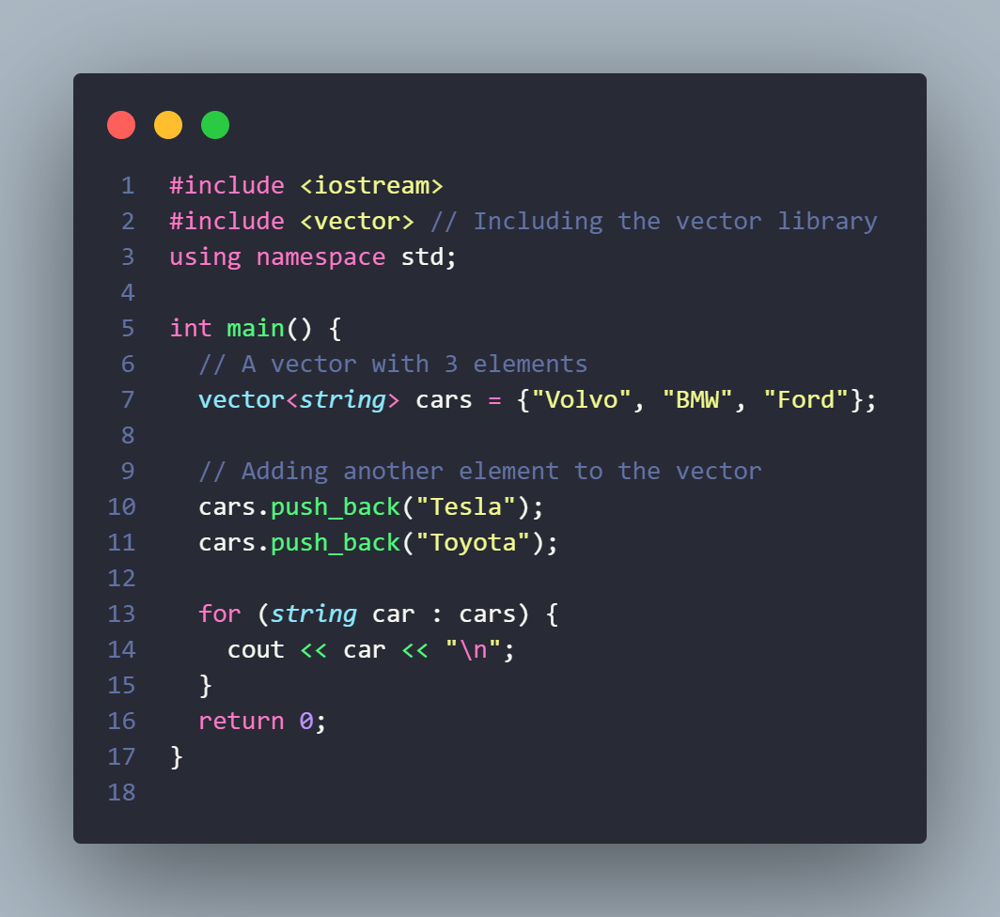 1 #include <iostream>
2 #include <vector> // Including the vector library
3 using namespace std;
4
5 int main() {
6   // A vector with 3 elements
7   vector<string> cars = {"Volvo", "BMW", "Ford"};
8
9   // Adding another element to the vector
10   cars.push_back("Tesla");
11   cars.push_back("Toyota");
12
13   for (string car : cars) {
14     cout << car << "\n";
15   }
16   return 0;
17 }
18